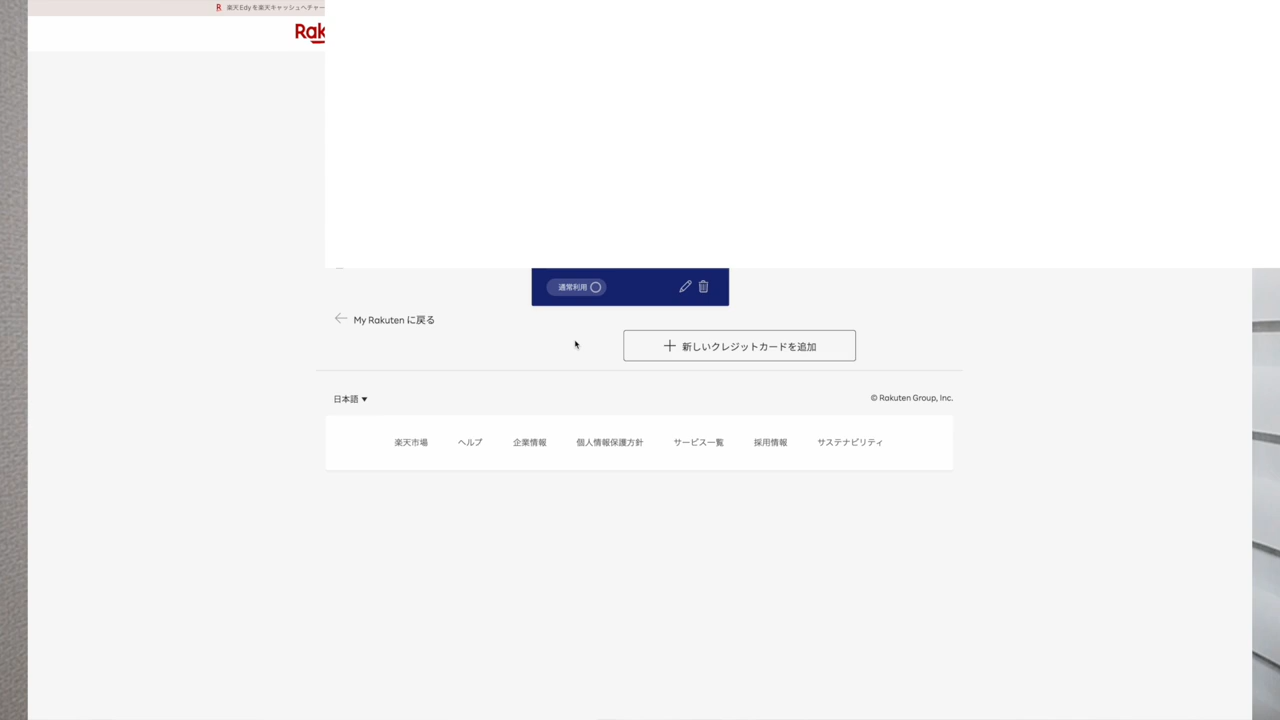 楽天Edyを楽天キャッシュへチャー
Rak
通常利用
My Rakuten に戻る
新しいクレジットカードを追加
日本語
© Rakuten Group, Inc.
楽天市場 ヘルプ 企業情報 個人情報保護方針 サービス一覧 採用情報 サステナビリティ